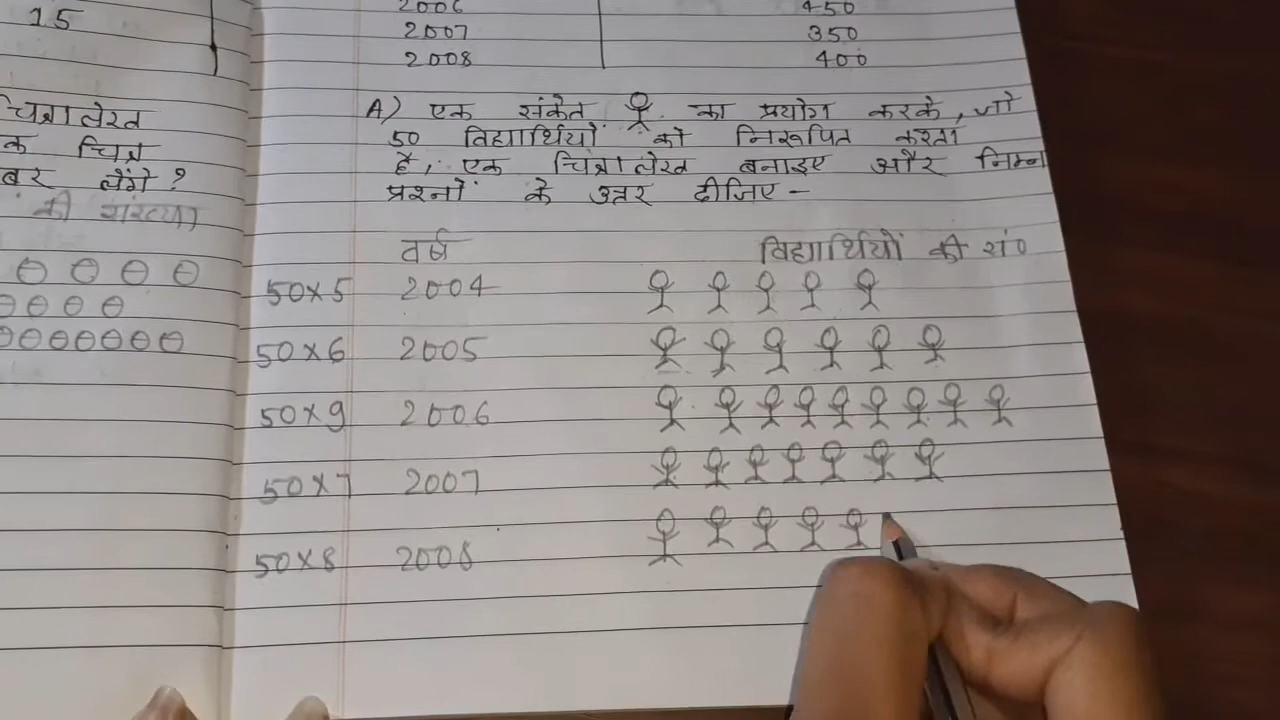 15
चित्रालेख
क चित्र
लेंगे ?
की संख्या
2006 450
2007 350
2008 400
A) एक संकेत का प्रयोग करके, जो
50 विद्यार्थियों को निरूपित करता
है, एक चित्रालेख बनाइए और निम्न
प्रश्नों के उत्तर दीजिए -
वर्ष विद्यार्थियों की सं०
50×5 2004
50×6 2005
50×9 2006
50×7 2007
50×8 2008